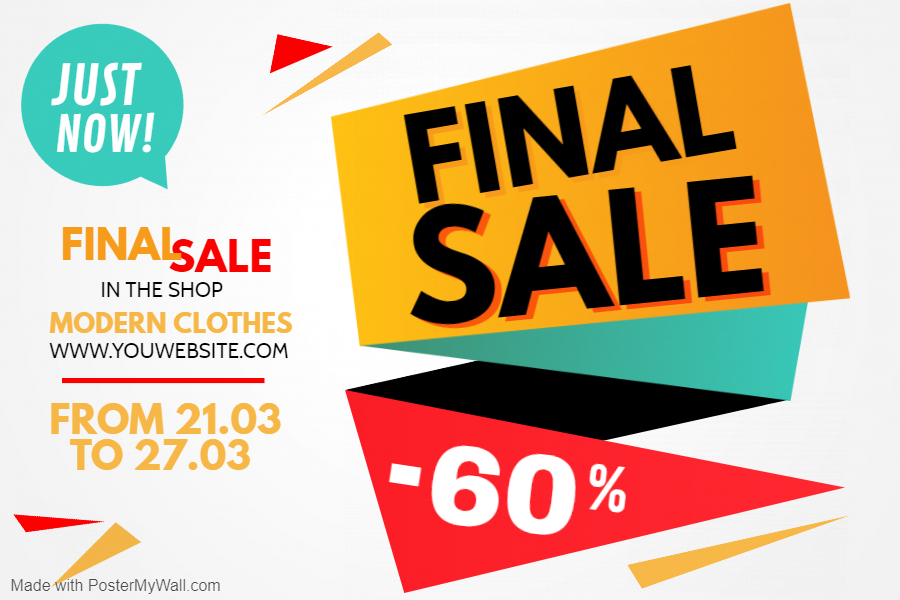 JUST
NOW!
FINAL
SALE
IN THE SHOP
MODERN CLOTHES
WWW.YOUWEBSITE.COM
FROM 21.03
TO 27.03
FINAL
SALE
-60%
Made with PosterMyWall.com